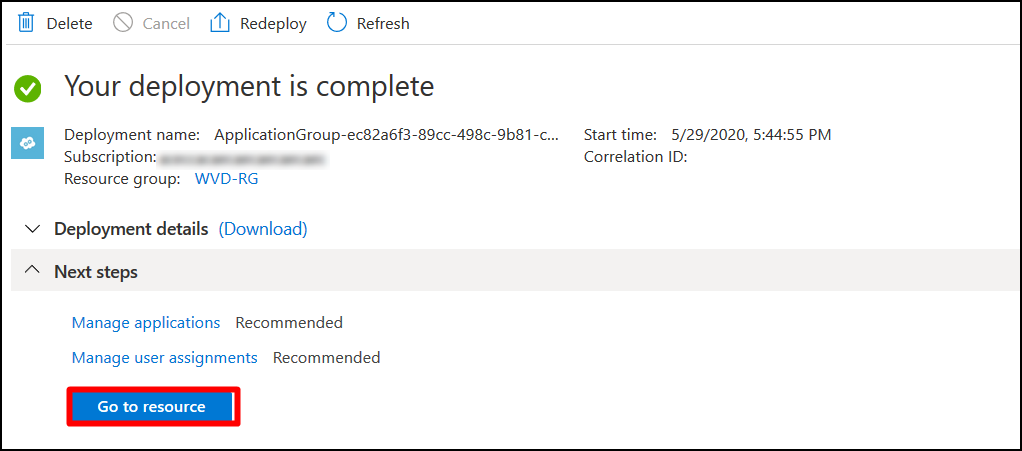 Delete Cancel Redeploy Refresh
Your deployment is complete
Deployment name: ApplicationGroup-ec82a6f3-89cc-498c-9b81-c... Start time: 5/29/2020, 5:44:55 PM
Subscription: Correlation ID:
Resource group: WVD-RG
Deployment details (Download)
Next steps
Manage applications Recommended
Manage user assignments Recommended
Go to resource